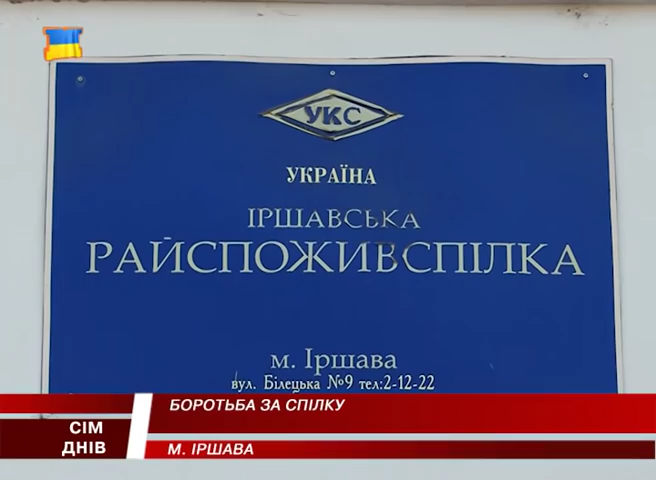 УКС
УКРАЇНА
ІРШАВСЬКА
РАЙСПОЖИВСПІЛКА
м. Іршава
вул. Білецька №9 тел:2-12-22
БОРОТЬБА ЗА СПІЛКУ
СІМ
ДНІВ
М. ІРШАВА